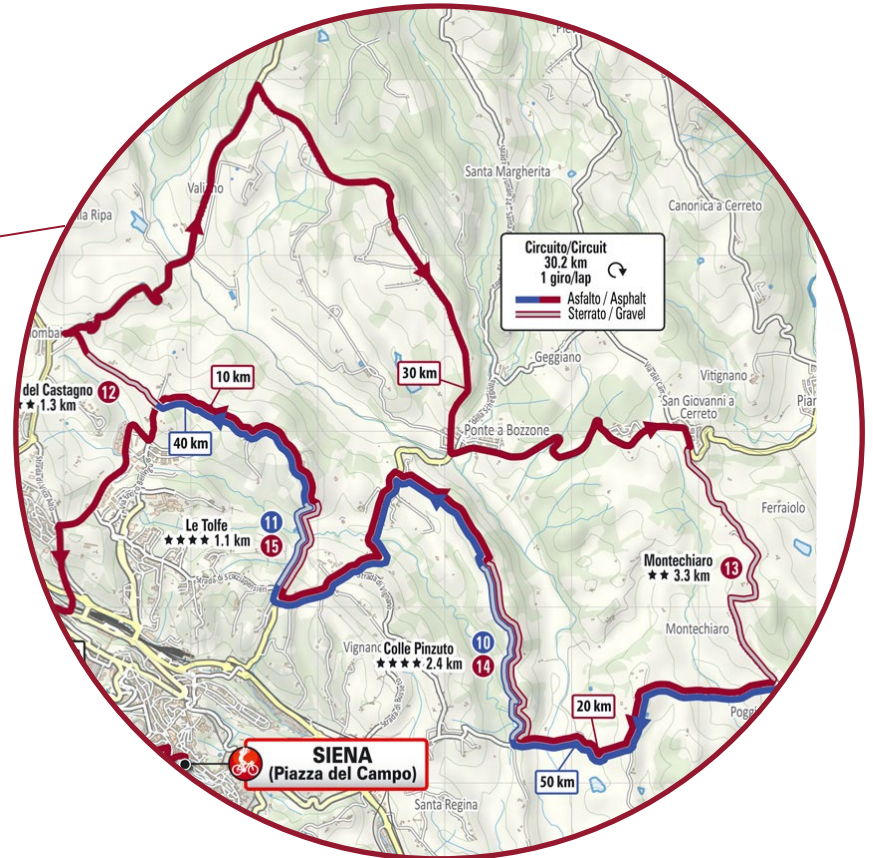 Santa Margherita
Canonica a Cerreto
Valiano
la Ripa
Circuito/Circuit
30.2 km
1 giro/lap
Asfalto / Asphalt
Sterrato / Gravel
Geggiano
Vitignano
10 km
30 km
del Castagno 12
★★ 1.3 km
San Giovanni a
Cerreto
Ponte a Bozzone
40 km
Ferraiolo
Le Tolfe 11
★★★★ 1.1 km 15
Montechiaro 13
★★ 3.3 km
Montechiaro
Colle Pinzuto 10
★★★★ 2.4 km 14
20 km
50 km
SIENA
(Piazza del Campo)
Santa Regina